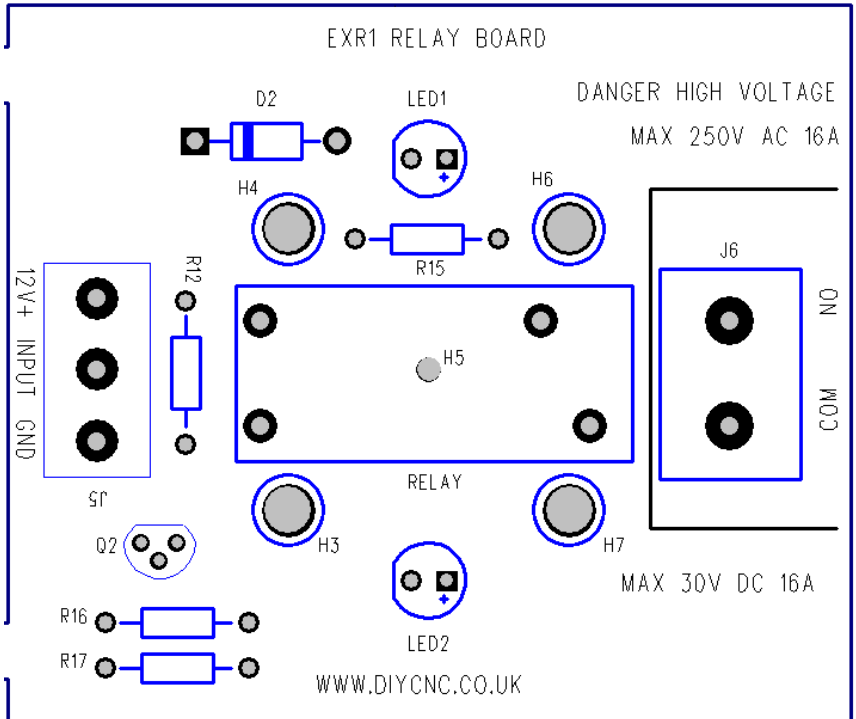 EXR1 RELAY BOARD
DANGER HIGH VOLTAGE
MAX 250V AC 16A
D2
LED1
H4
H6
R15
R12
J6
12V+ INPUT GND
H5
NO
COM
RELAY
J5
Q2
H3
H7
MAX 30V DC 16A
R16
R17
LED2
WWW.DIYCNC.CO.UK